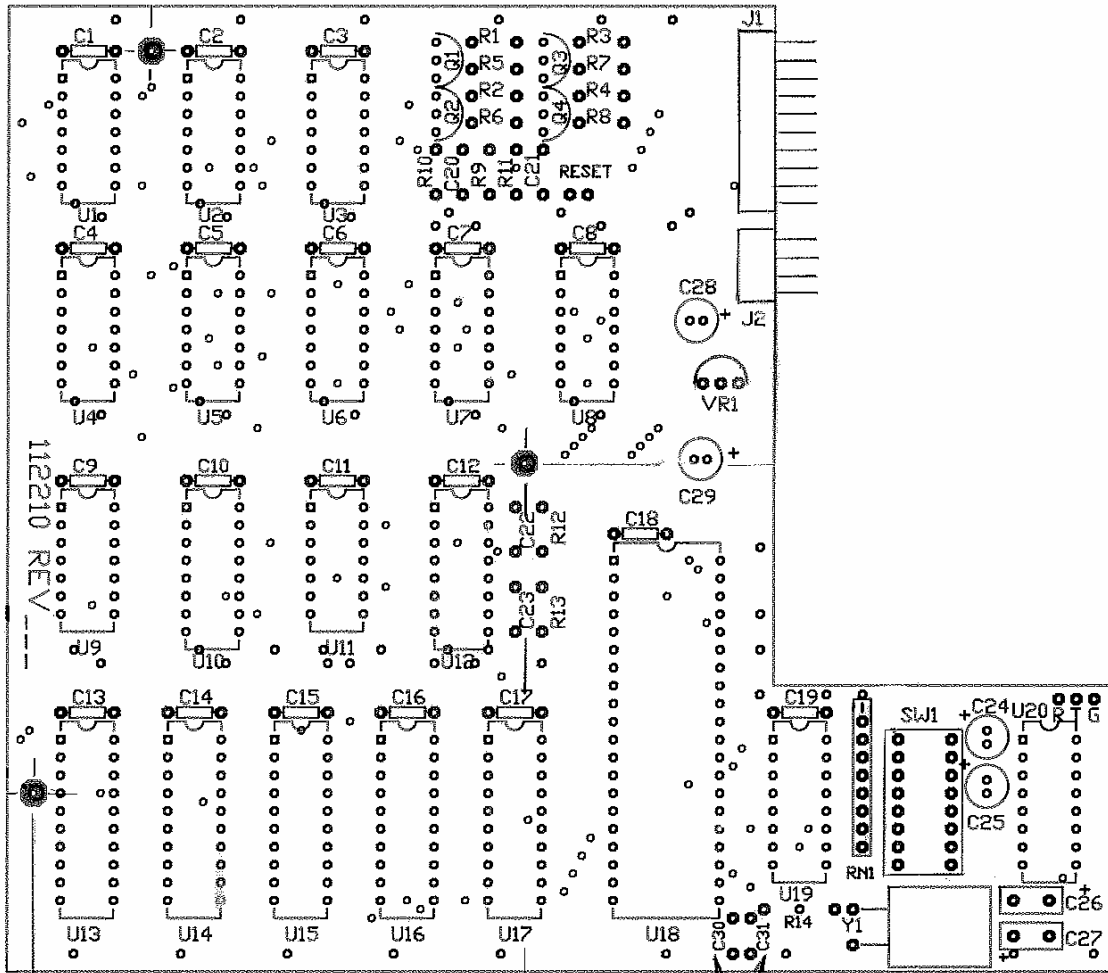 J1
C1 C2 C3 Q1 R1 Q3 R3
R5 R7
Q2 R2 Q4 R4
R6 R8
R10 C20 R9 R11 C21 RESET
U1 U2 U3
C4 C5 C6 C7 C8
C28 +
J2
VR1
U4 U5 U6 U7 U8
+
C29
112210 REV ---
C9 C10 C11 C12
C22 R12 C18
C23 R13
U9 U10 U11 U12
C13 C14 C15 C16 C17 C19 SW1 + C24 U20 R T G
+
C25
RN1
U19 + C26
U13 U14 U15 U16 U17 U18 C30 C31 R14 Y1 + C27